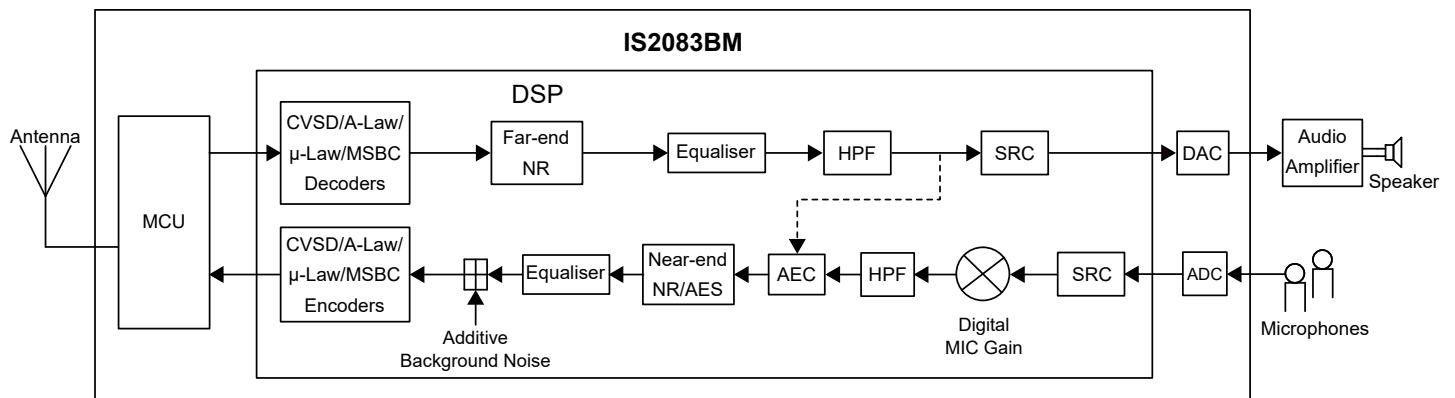 IS2083BM
DSP
Antenna
MCU
CVSD/A-Law/
μ-Law/MSBC
Decoders
Far-end
NR
Equaliser
HPF
SRC
DAC
Audio
Amplifier
Speaker
CVSD/A-Law/
μ-Law/MSBC
Encoders
Additive
Background Noise
Equaliser
Near-end
NR/AES
AEC
HPF
Digital
MIC Gain
SRC
ADC
Microphones